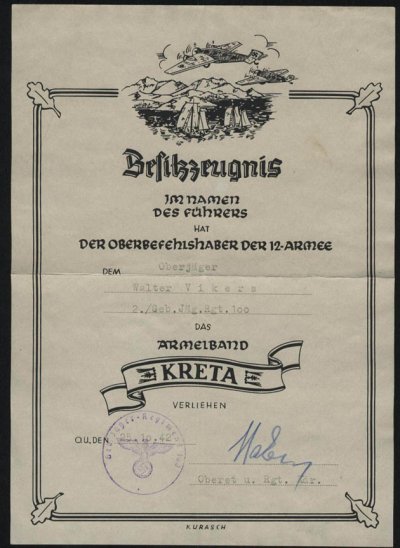 Besitzzeugnis
IM NAMEN
DES FÜHRERS
HAT
DER OBERBEFEHLSHABER DER 12·ARMEE
DEM Oberjäger
Walter Vikers
2./Geb.Jäg.Rgt.100
DAS
ARMELBAND
KRETA
VERLIEHEN
O.U., DEN
Oberst u. Rgt. Kdr.
KURASCH